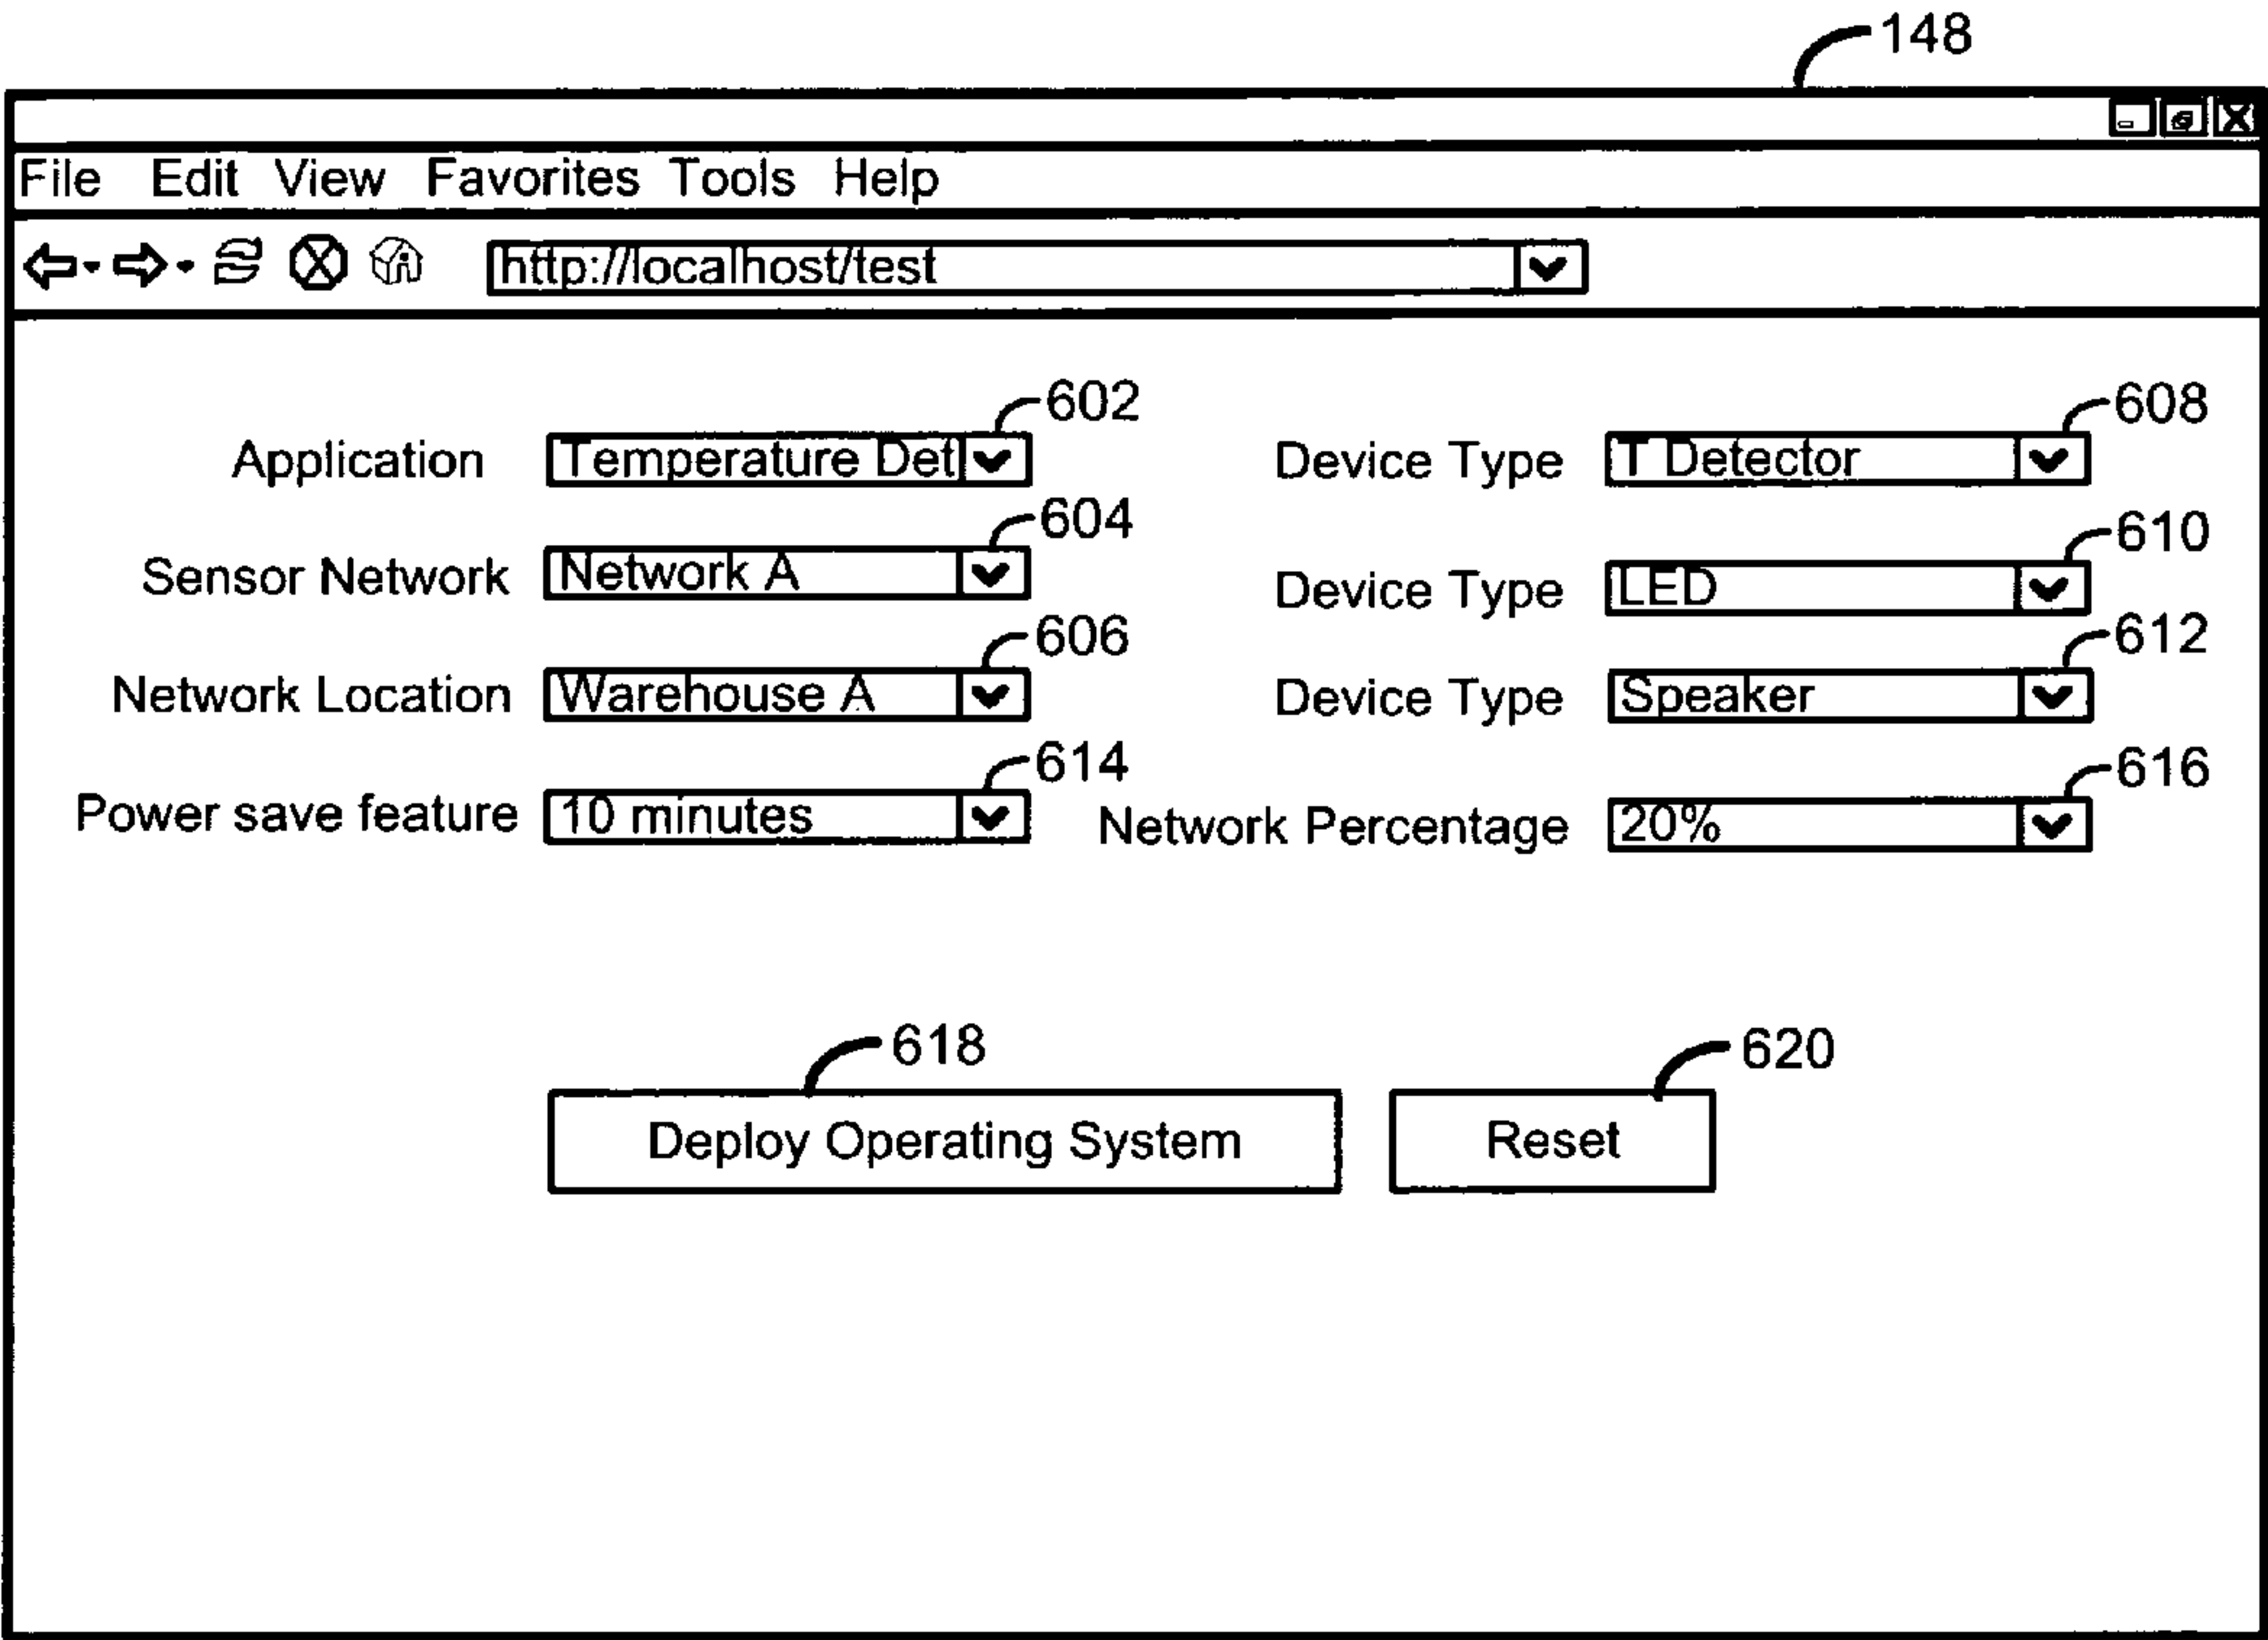 148
File Edit View Favorites Tools Help
http://localhost/test
602
608
Application Temperature Det Device Type T Detector
604
610
Sensor Network Network A Device Type LED
606
612
Network Location Warehouse A Device Type Speaker
614
616
Power save feature 10 minutes Network Percentage 20%
618
620
Deploy Operating System Reset